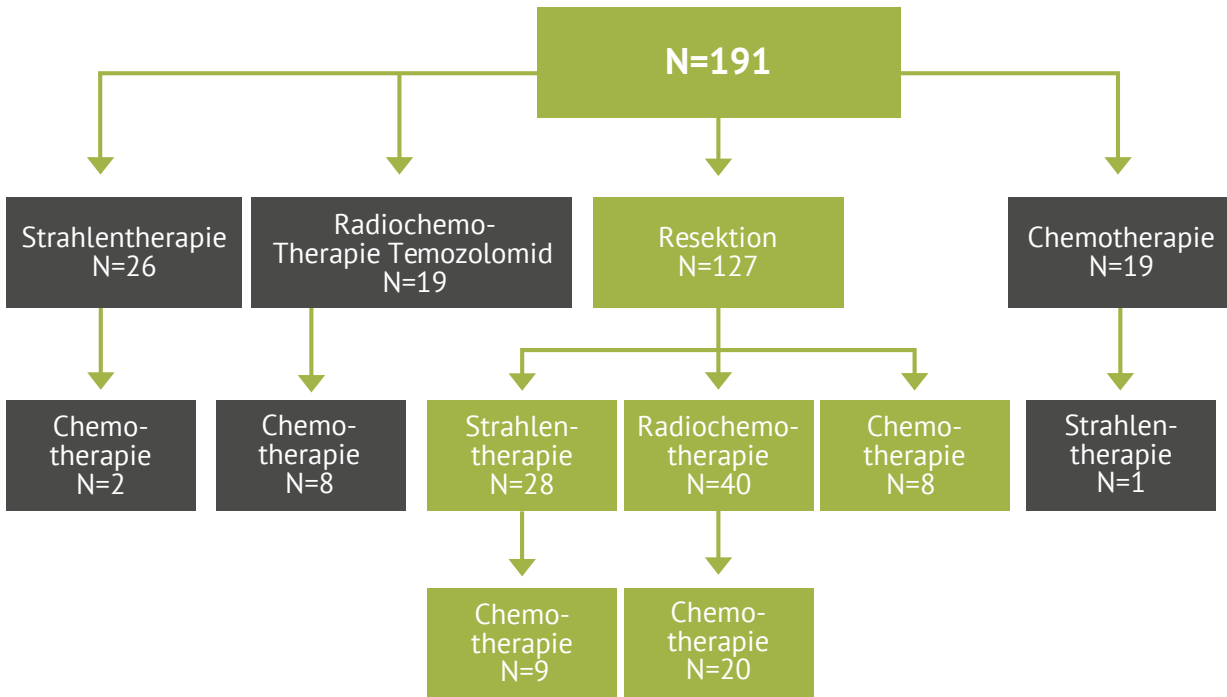 N=191
Strahlentherapie
N=26
Radiochemo-
Therapie Temozolomid
N=19
Resektion
N=127
Chemotherapie
N=19
Chemo-
therapie
N=2
Chemo-
therapie
N=8
Strahlen-
therapie
N=28
Radiochemo-
therapie
N=40
Chemo-
therapie
N=8
Strahlen-
therapie
N=1
Chemo-
therapie
N=9
Chemo-
therapie
N=20